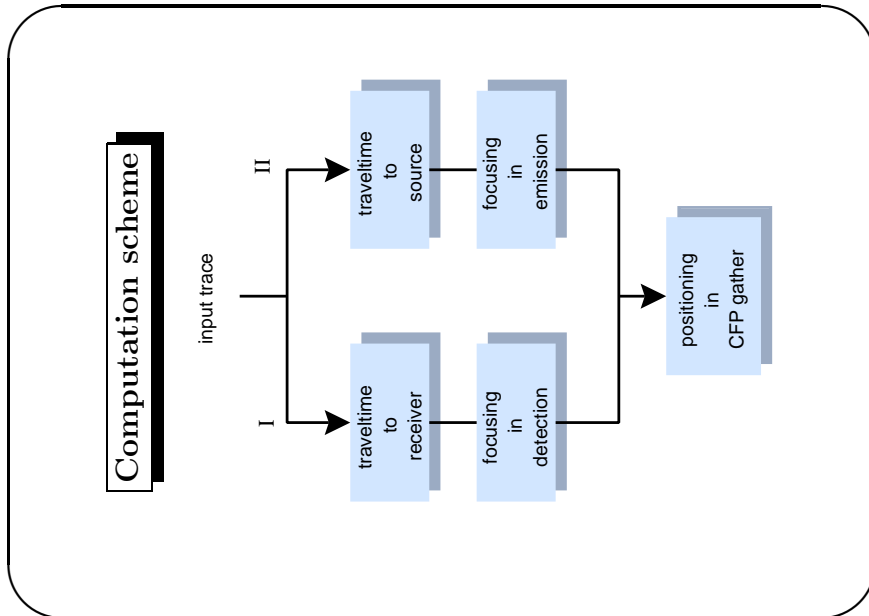 Computation scheme
input trace
I
II
traveltime
to
receiver
traveltime
to
source
focusing
in
detection
focusing
in
emission
positioning
in
CFP gather